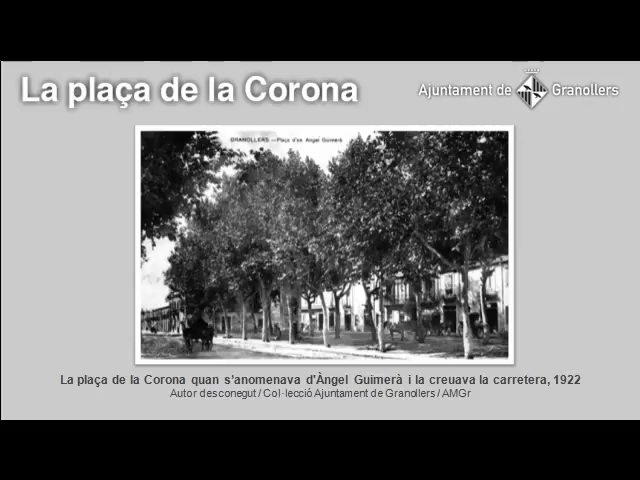 La plaça de la Corona
Ajuntament de Granollers
GRANOLLERS.—Plaça d'en Angel Guimerà
La plaça de la Corona quan s'anomenava d'Àngel Guimerà i la creuava la carretera, 1922
Autor desconegut / Col·lecció Ajuntament de Granollers / AMGr